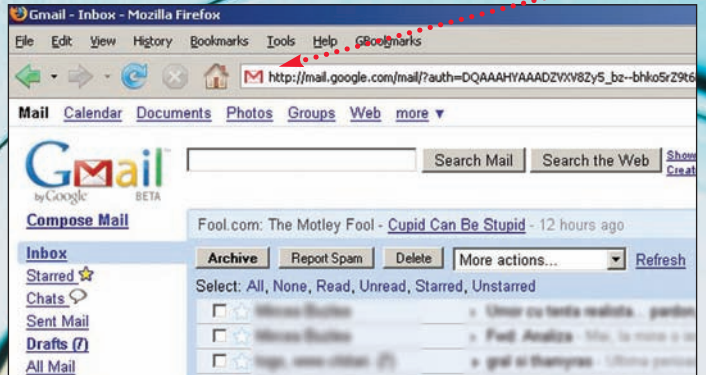 Gmail - Inbox - Mozilla Firefox
File Edit View History Bookmarks Tools Help GBookmarks
http://mail.google.com/mail/?auth=DQAAAHYAAADZVXV8Zy5_bz--bhko5rZ9t6
Mail Calendar Documents Photos Groups Web more ▼
Gmail by Google BETA
Search Mail Search the Web Show
Creat
Compose Mail
Fool.com: The Motley Fool - Cupid Can Be Stupid - 12 hours ago
Inbox
Archive Report Spam Delete More actions... Refresh
Starred
Select: All, None, Read, Unread, Starred, Unstarred
Chats
Sent Mail
Drafts (7)
All Mail